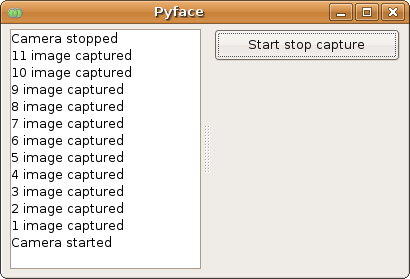 Pyface
Camera stopped
11 image captured
10 image captured
9 image captured
8 image captured
7 image captured
6 image captured
5 image captured
4 image captured
3 image captured
2 image captured
1 image captured
Camera started
Start stop capture